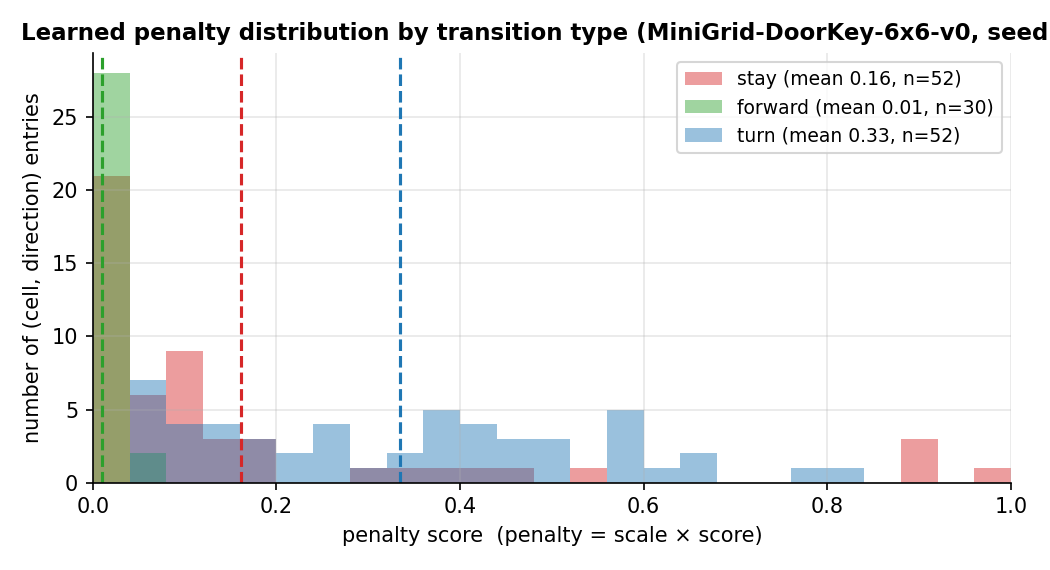 Learned penalty distribution by transition type (MiniGrid-DoorKey-6x6-v0, seed
stay (mean 0.16, n=52)
forward (mean 0.01, n=30)
turn (mean 0.33, n=52)
number of (cell, direction) entries
25
20
15
10
5
0
0.0 0.2 0.4 0.6 0.8 1.0
penalty score (penalty = scale × score)